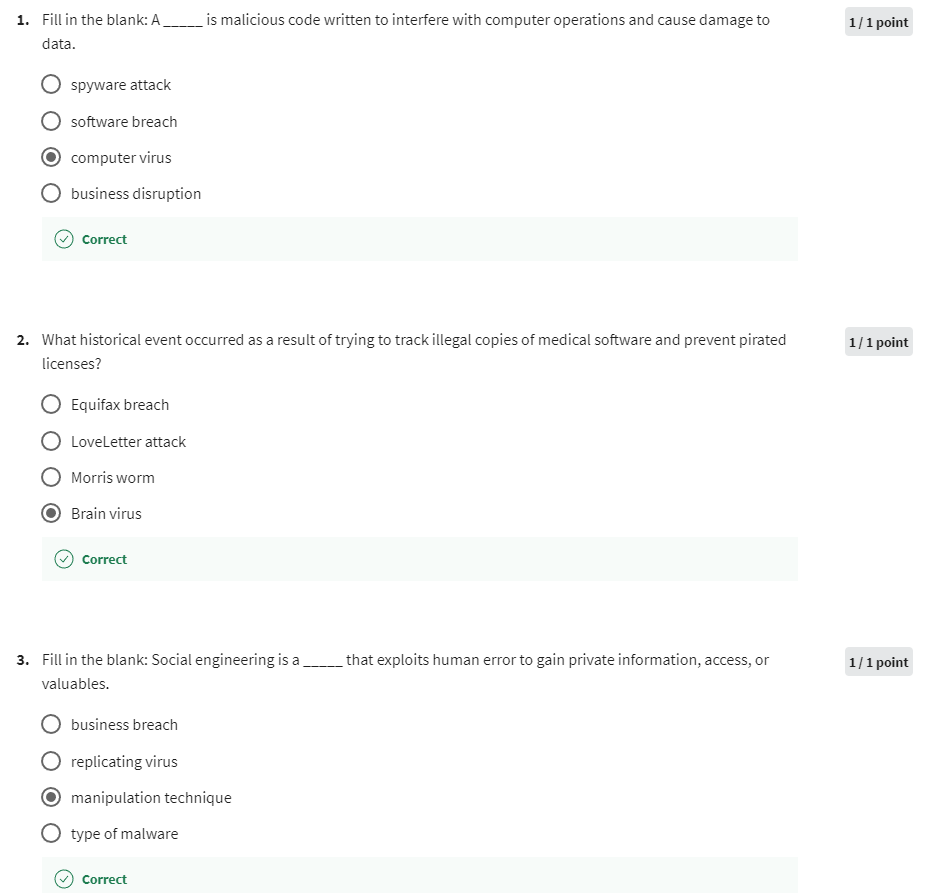 1. Fill in the blank: A _____ is malicious code written to interfere with computer operations and cause damage to
data.
1 / 1 point
spyware attack
software breach
computer virus
business disruption
Correct
2. What historical event occurred as a result of trying to track illegal copies of medical software and prevent pirated
licenses?
1 / 1 point
Equifax breach
LoveLetter attack
Morris worm
Brain virus
Correct
3. Fill in the blank: Social engineering is a _____ that exploits human error to gain private information, access, or
valuables.
1 / 1 point
business breach
replicating virus
manipulation technique
type of malware
Correct